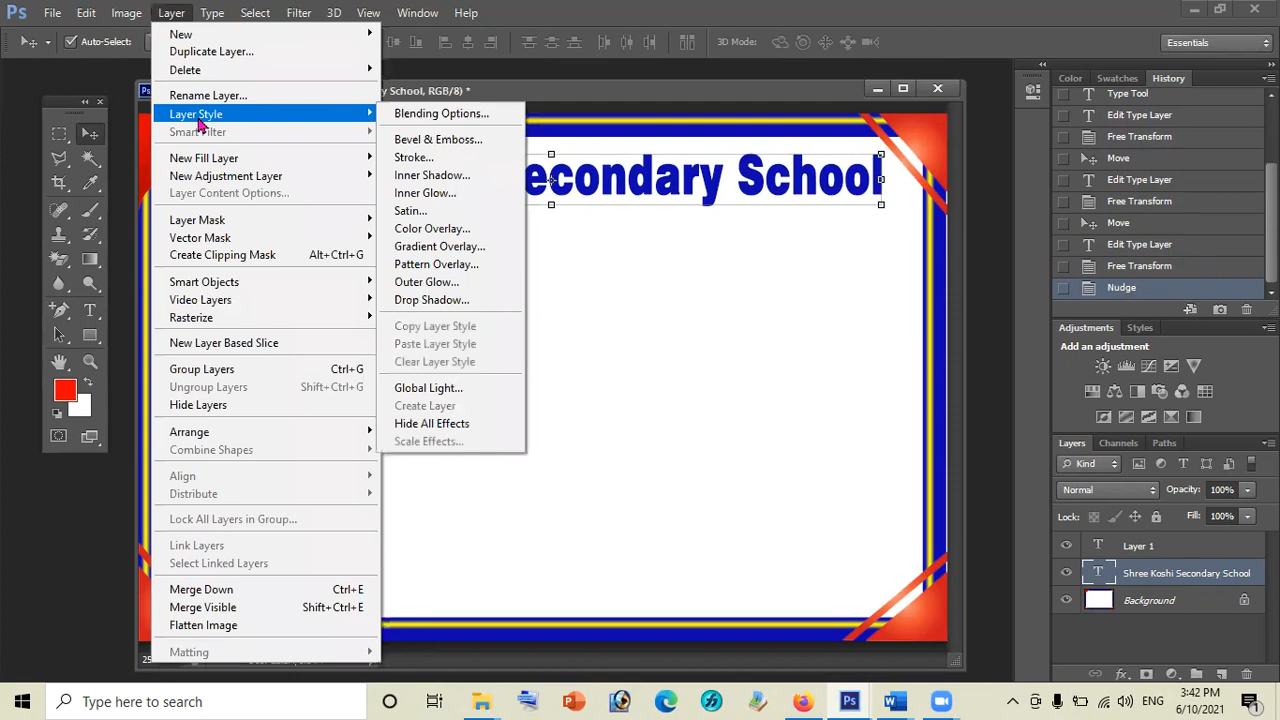 Ps File Edit Image Layer Type Select Filter 3D View Window Help
Auto-Select:
3D Mode:
Essentials
New
Duplicate Layer...
Delete
Rename Layer...
Layer Style
Smart Filter
New Fill Layer
New Adjustment Layer
Layer Content Options...
Layer Mask
Vector Mask
Create Clipping Mask Alt+Ctrl+G
Smart Objects
Video Layers
Rasterize
New Layer Based Slice
Group Layers Ctrl+G
Ungroup Layers Shift+Ctrl+G
Hide Layers
Arrange
Combine Shapes
Align
Distribute
Lock All Layers in Group...
Link Layers
Select Linked Layers
Merge Down Ctrl+E
Merge Visible Shift+Ctrl+E
Flatten Image
Matting
Blending Options...
Bevel & Emboss...
Stroke...
Inner Shadow...
Inner Glow...
Satin...
Color Overlay...
Gradient Overlay...
Pattern Overlay...
Outer Glow...
Drop Shadow...
Copy Layer Style
Paste Layer Style
Clear Layer Style
Global Light...
Create Layer
Hide All Effects
Scale Effects...
Ps
ry School, RGB/8) *
econdary School
25
Color Swatches History
Type Tool
Edit Type Layer
Free Transform
Move
Edit Type Layer
Free Transform
Move
Edit Type Layer
Free Transform
Nudge
Adjustments Styles
Add an adjustment
Layers Channels Paths
Kind
Normal Opacity: 100%
Lock: Fill: 100%
T Layer 1
T Shree Koshi Secondary School
Background
fx
Type here to search
ENG
3:42 PM
6/10/2021